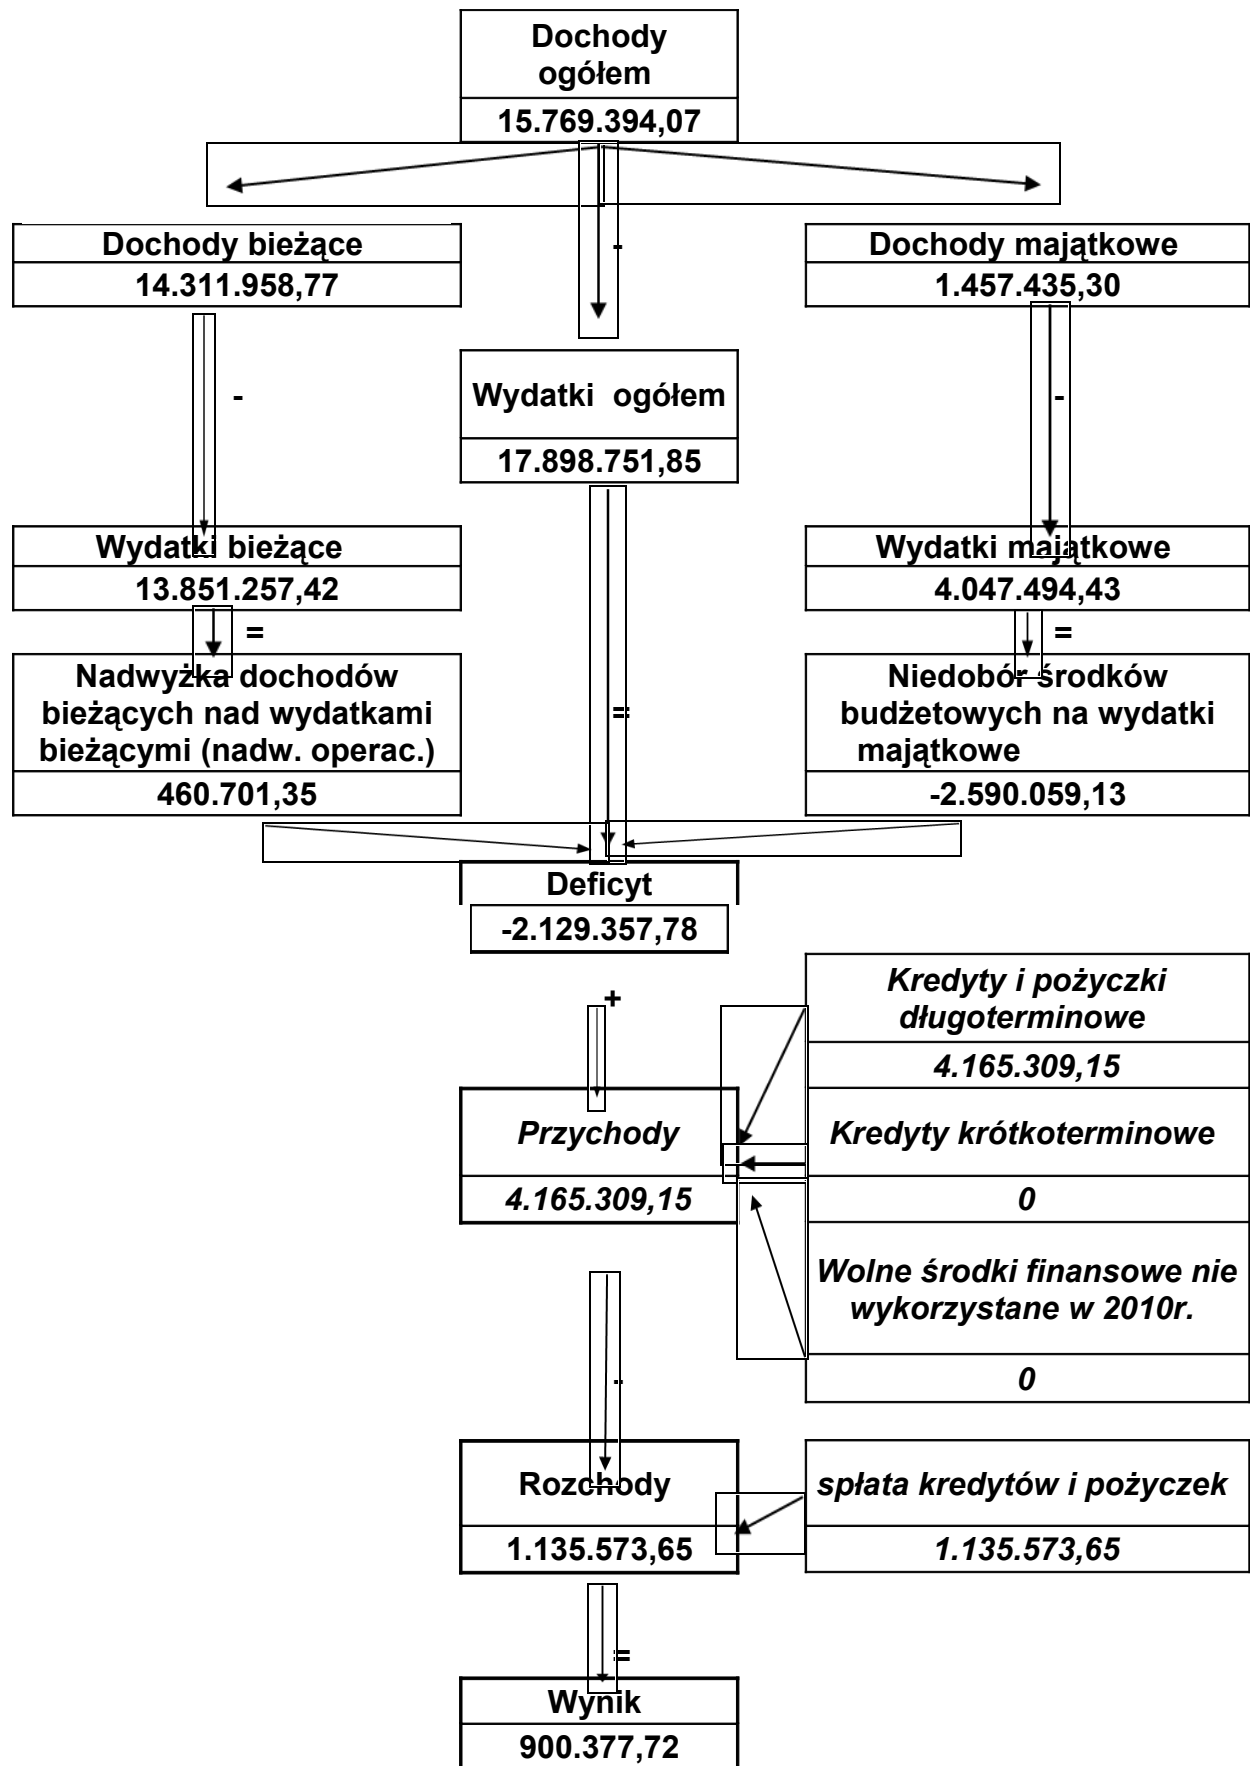 Dochody
ogółem
15.769.394,07
Dochody bieżące
14.311.958,77
-
Dochody majątkowe
1.457.435,30
-
Wydatki ogółem
17.898.751,85
-
Wydatki bieżące
13.851.257,42
=
Wydatki majątkowe
4.047.494,43
=
Nadwyżka dochodów
bieżących nad wydatkami
bieżącymi (nadw. operac.)
460.701,35
=
Niedobór środków
budżetowych na wydatki
majątkowe
-2.590.059,13
Deficyt
-2.129.357,78
+
Kredyty i pożyczki
długoterminowe
4.165.309,15
Przychody
4.165.309,15
Kredyty krótkoterminowe
0
Wolne środki finansowe nie
wykorzystane w 2010r.
0
-
Rozchody
1.135.573,65
spłata kredytów i pożyczek
1.135.573,65
=
Wynik
900.377,72